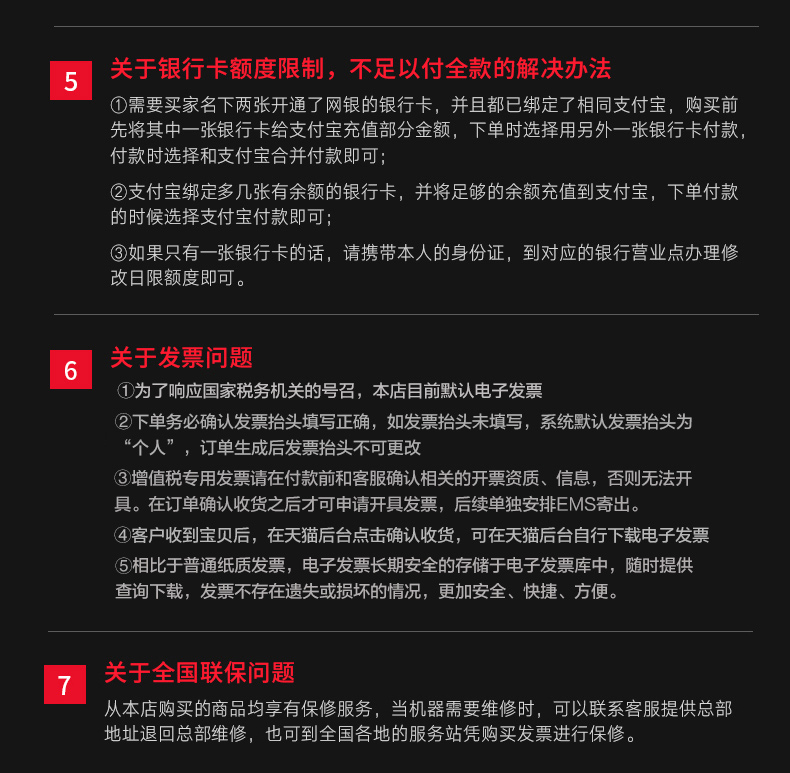 5
关于银行卡额度限制，不足以付全款的解决办法
①需要买家名下两张开通了网银的银行卡，并且都已绑定了相同支付宝，购买前
先将其中一张银行卡给支付宝充值部分金额，下单时选择用另外一张银行卡付款，
付款时选择和支付宝合并付款即可；
②支付宝绑定多几张有余额的银行卡，并将足够的余额充值到支付宝，下单付款
的时候选择支付宝付款即可；
③如果只有一张银行卡的话，请携带本人的身份证，到对应的银行营业点办理修
改日限额度即可。
6
关于发票问题
①为了响应国家税务机关的号召，本店目前默认电子发票
②下单务必确认发票抬头填写正确，如发票抬头未填写，系统默认发票抬头为
“个人”，订单生成后发票抬头不可更改
③增值税专用发票请在付款前和客服确认相关的开票资质、信息，否则无法开
具。在订单确认收货之后才可申请开具发票，后续单独安排EMS寄出。
④客户收到宝贝后，在天猫后台点击确认收货，可在天猫后台自行下载电子发票
⑤相比于普通纸质发票，电子发票长期安全的存储于电子发票库中，随时提供
查询下载，发票不存在遗失或损坏的情况，更加安全、快捷、方便。
7
关于全国联保问题
从本店购买的商品均享有保修服务，当机器需要维修时，可以联系客服提供总部
地址退回总部维修，也可到全国各地的服务站凭购买发票进行保修。